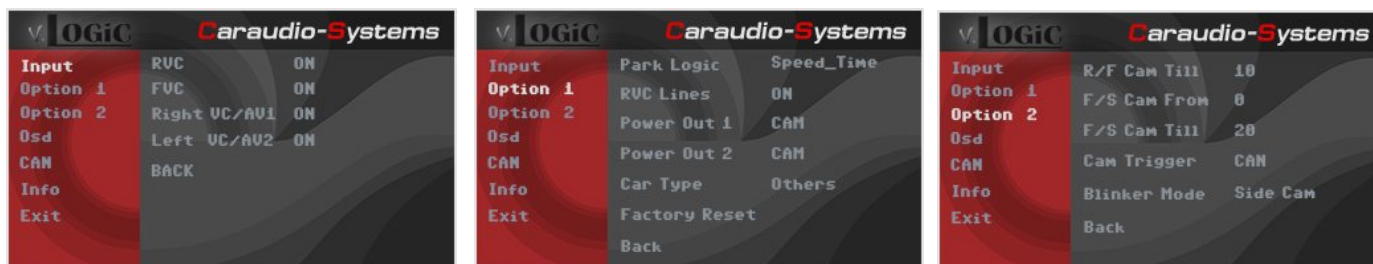 v. LOGiC Caraudio-Systems
Input RVC ON
Option 1 FVC ON
Option 2 Right VC/AV1 ON
Osd Left VC/AV2 ON
CAN BACK
Info
Exit
v. LOGiC Caraudio-Systems
Input Park Logic Speed_Time
Option 1 RVC Lines ON
Option 2 Power Out 1 CAM
Osd Power Out 2 CAM
CAN Car Type Others
Info Factory Reset
Exit Back
v. LOGiC Caraudio-Systems
Input R/F Cam Till 10
Option 1 F/S Cam From 0
Option 2 F/S Cam Till 20
Osd Cam Trigger CAN
CAN Blinker Mode Side Cam
Info Back
Exit